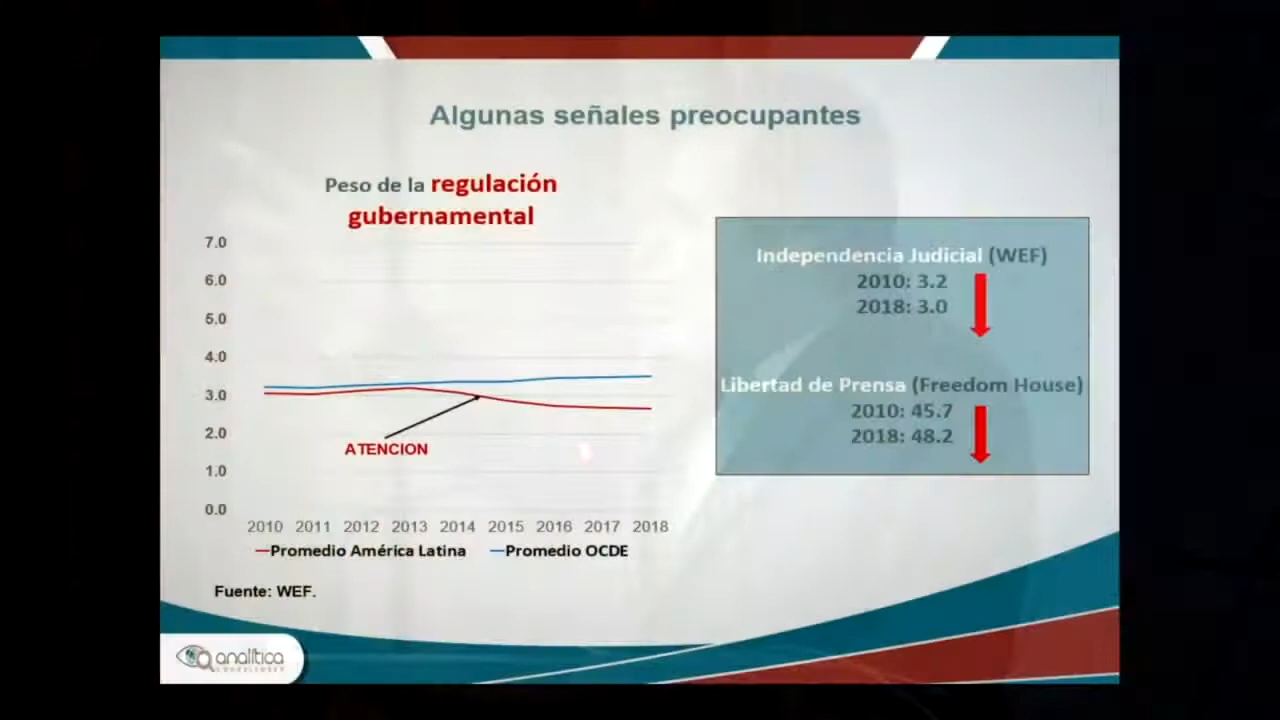 Algunas señales preocupantes
Peso de la regulación
gubernamental
7.0
6.0
5.0
4.0
3.0
2.0
1.0
0.0
ATENCION
2010 2011 2012 2013 2014 2015 2016 2017 2018
Promedio América Latina Promedio OCDE
Fuente: WEF.
Independencia Judicial (WEF)
2010: 3.2
2018: 3.0
Libertad de Prensa (Freedom House)
2010: 45.7
2018: 48.2
analítica